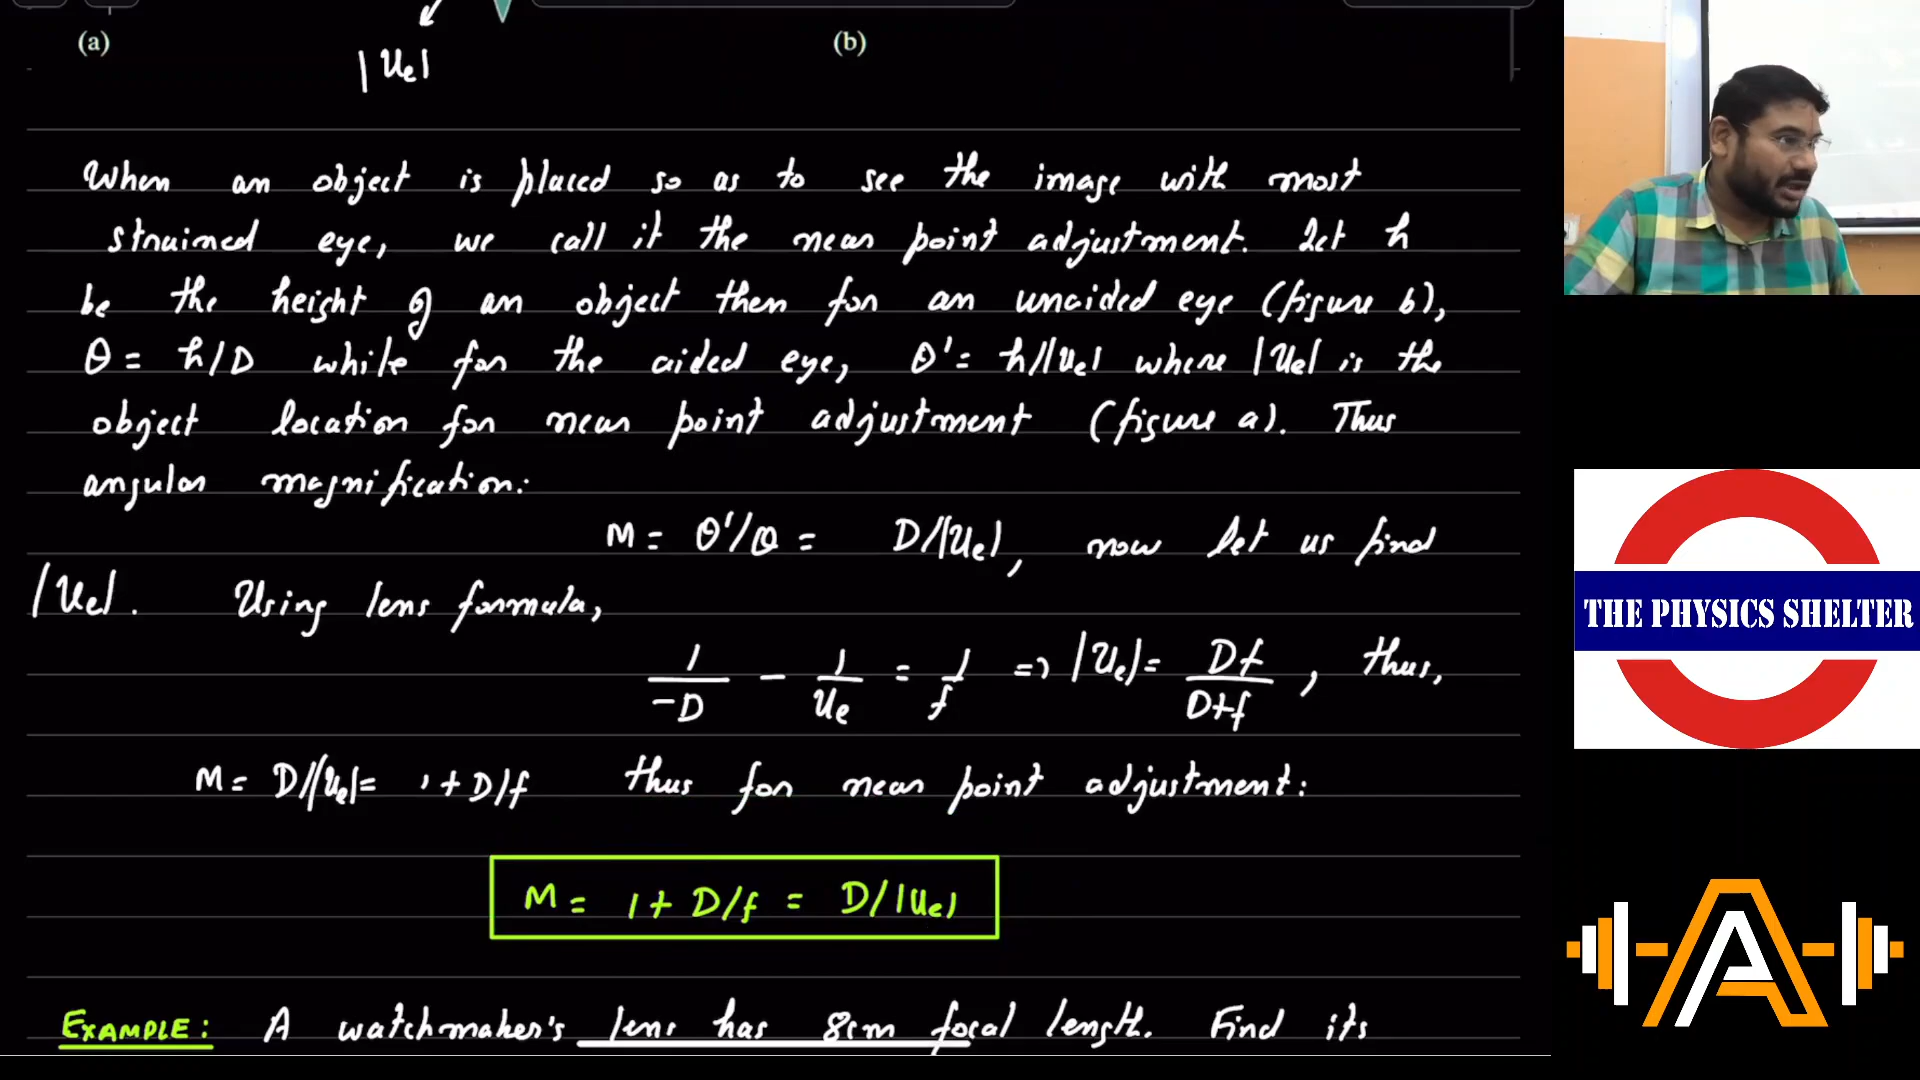 (a) (b)
|Ue|
When an object is placed so as to see the image with most
strained eye, we call it the near point adjustment. Let h
be the height of an object then for an unaided eye (figure b),
θ = h/D while for the aided eye, θ' = h/|Ue| where |Ue| is the
object location for near point adjustment (figure a). Thus
angular magnification:
M = θ'/θ = D/|Ue|, now let us find
|Ue|. Using lens formula,
1/-D - 1/Ue = 1/f => |Ue| = Df/D+f, thus,
M = D/|Ue| = 1 + D/f thus for near point adjustment:
M = 1 + D/f = D/|Ue|
EXAMPLE: A watchmaker's lens has 8cm focal length. Find its
THE PHYSICS SHELTER